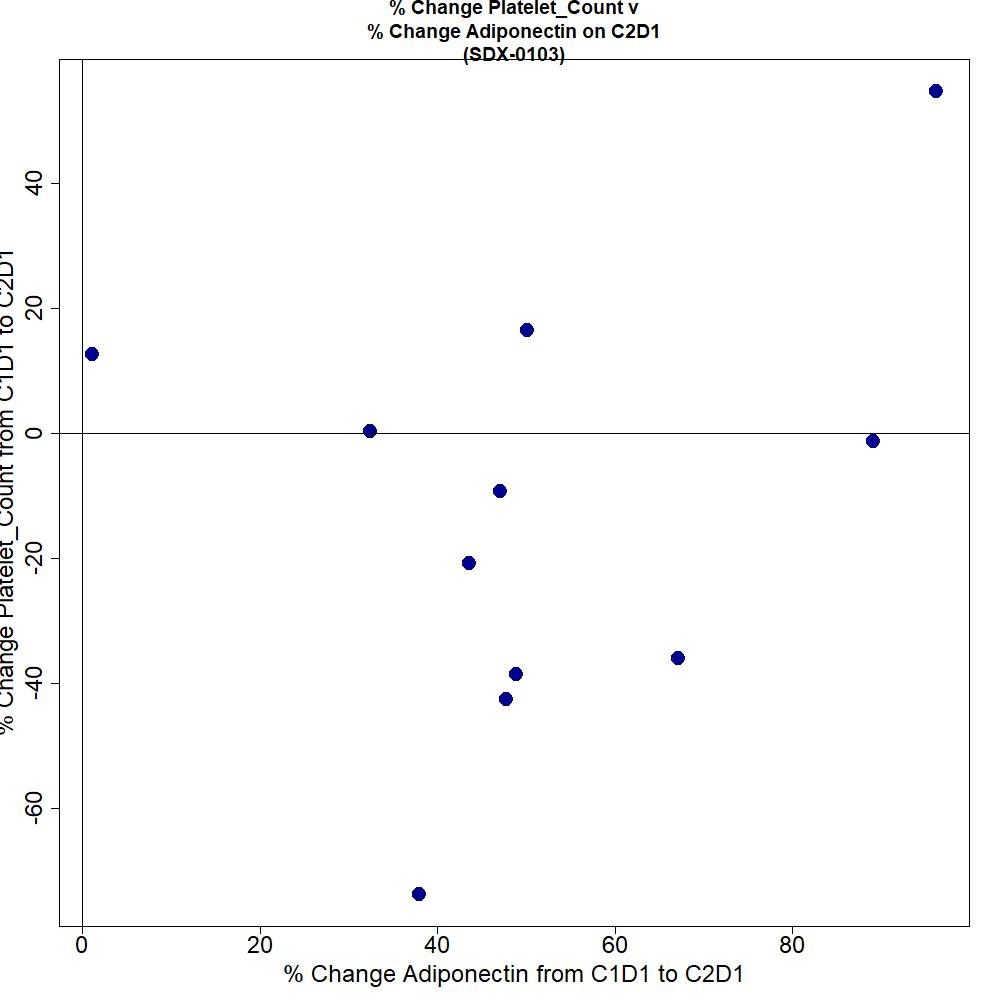 % Change Platelet_Count v
% Change Adiponectin on C2D1
(SDX-0103)
% Change Platelet_Count from C1D1 to C2D1
40
20
0
-20
-40
-60
0
20
40
60
80
% Change Adiponectin from C1D1 to C2D1